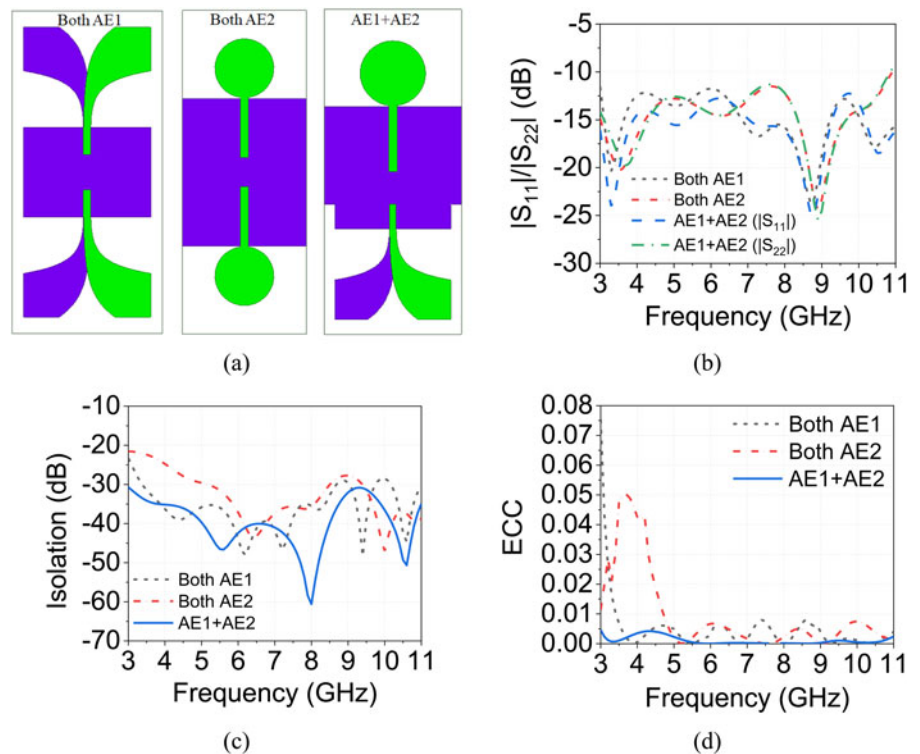 Both AE1
Both AE2
AE1+AE2
(a)
|S11|/|S22| (dB)
-5
-10
-15
-20
-25
-30
Both AE1
Both AE2
AE1+AE2 (|S11|)
AE1+AE2 (|S22|)
3 4 5 6 7 8 9 10 11
Frequency (GHz)
(b)
Isolation (dB)
-10
-20
-30
-40
-50
-60
-70
Both AE1
Both AE2
AE1+AE2
3 4 5 6 7 8 9 10 11
Frequency (GHz)
(c)
ECC
0.08
0.07
0.06
0.05
0.04
0.03
0.02
0.01
0.00
Both AE1
Both AE2
AE1+AE2
3 4 5 6 7 8 9 10 11
Frequency (GHz)
(d)